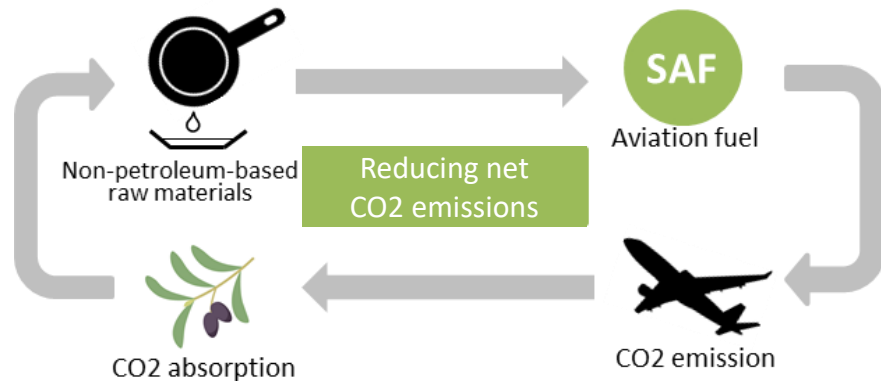 SAF
Aviation fuel
Non-petroleum-based
raw materials
Reducing net
CO2 emissions
CO2 absorption
CO2 emission